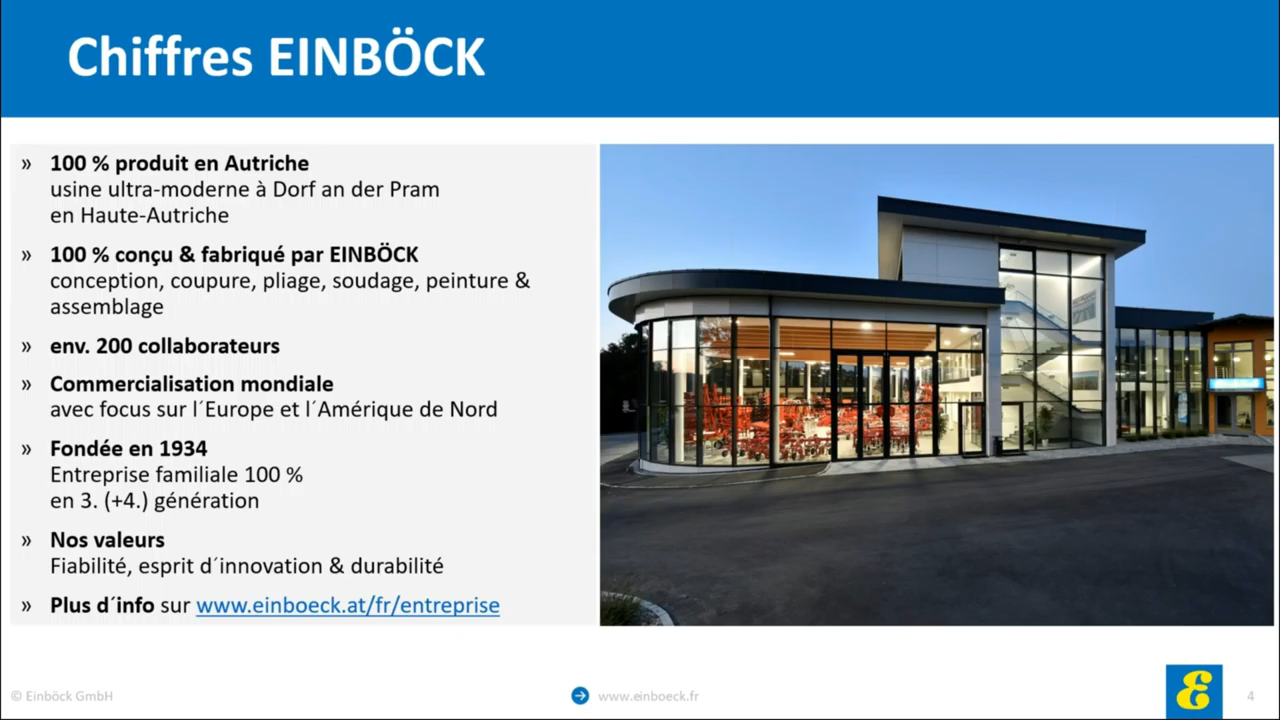 Chiffres EINBÖCK
» 100 % produit en Autriche
usine ultra-moderne à Dorf an der Pram
en Haute-Autriche
» 100 % conçu & fabriqué par EINBÖCK
conception, coupure, pliage, soudage, peinture &
assemblage
» env. 200 collaborateurs
» Commercialisation mondiale
avec focus sur l´Europe et l´Amérique de Nord
» Fondée en 1934
Entreprise familiale 100 %
en 3. (+4.) génération
» Nos valeurs
Fiabilité, esprit d´innovation & durabilité
» Plus d´info sur www.einboeck.at/fr/entreprise
© Einböck GmbH
www.einboeck.fr
E
4